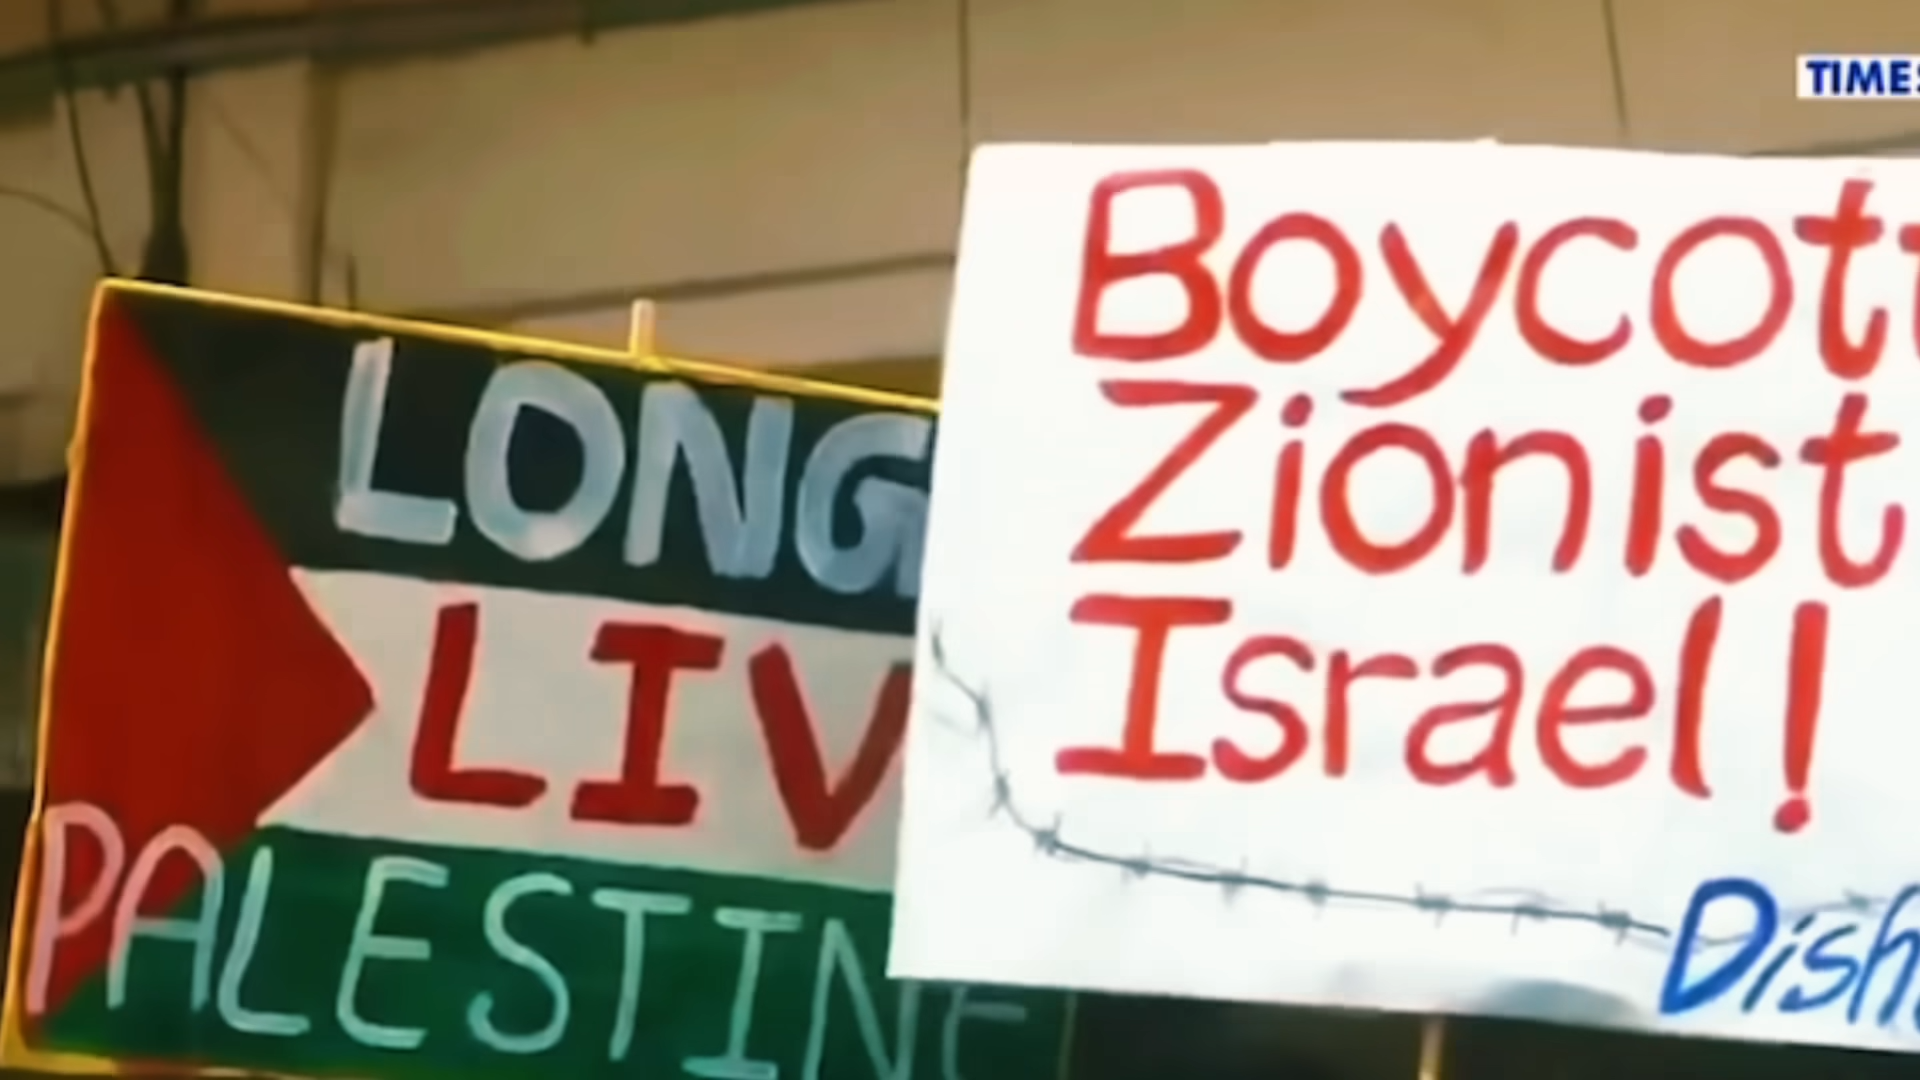 TIMES
LONG
LIV
PALESTINE
Boycott
Zionist
Israel!